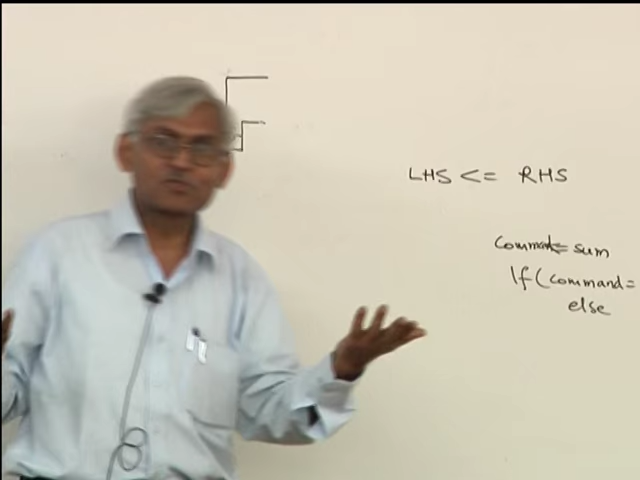 LHS <= RHS
Command= sum
If (command=
else